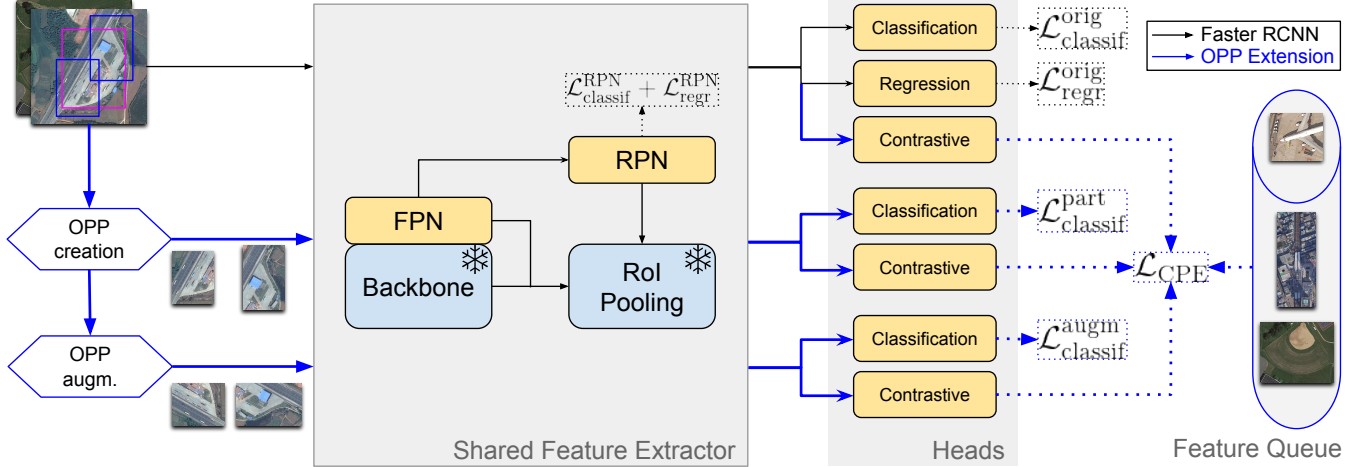 Classification
L^orig_classif
Faster RCNN
OPP Extension
Regression
L^orig_regr
L^RPN_classif + L^RPN_regr
Contrastive
RPN
OPP
creation
FPN
Backbone
RoI
Pooling
Classification
L^part_classif
Contrastive
L_CPE
OPP
augm.
Classification
L^augm_classif
Contrastive
Shared Feature Extractor
Heads
Feature Queue